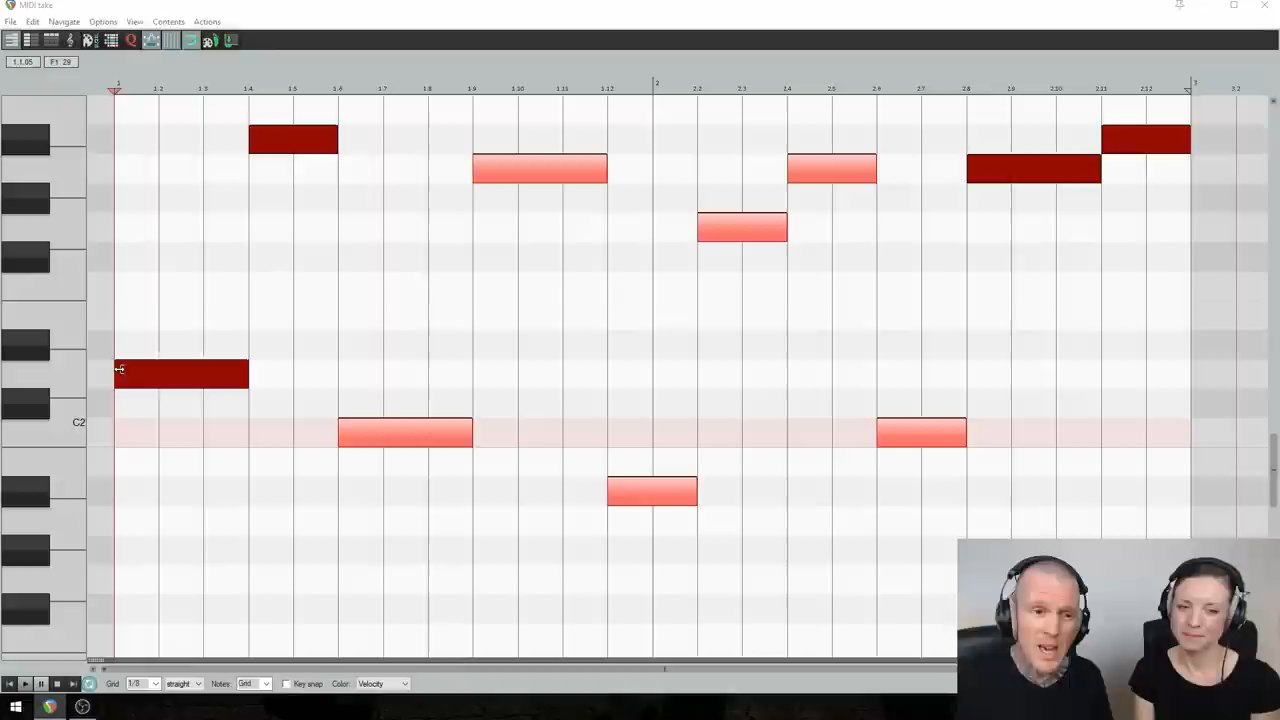 MIDI take
File Edit Navigate Options View Contents Actions
Q
1.1.05 F1 29
1 1.2 1.3 1.4 1.5 1.6 1.7 1.8 1.9 1.10 1.11 1.12 2 2.2 2.3 2.4 2.5 2.6 2.7 2.8 2.9 2.10 2.11 2.12 3 3.2
C2
Grid 1/8 straight Notes: Grid Key snap Color: Velocity